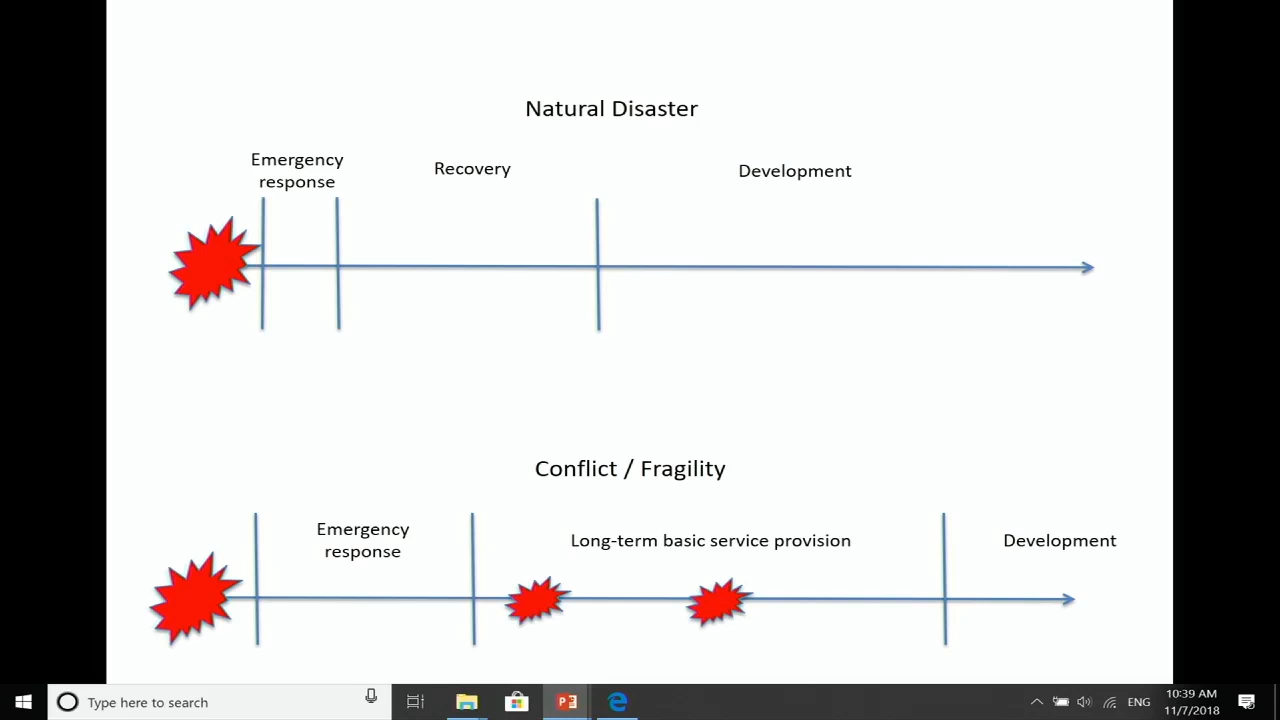 Natural Disaster
Emergency
response
Recovery
Development
Conflict / Fragility
Emergency
response
Long-term basic service provision
Development
Type here to search
ENG
10:39 AM
11/7/2018